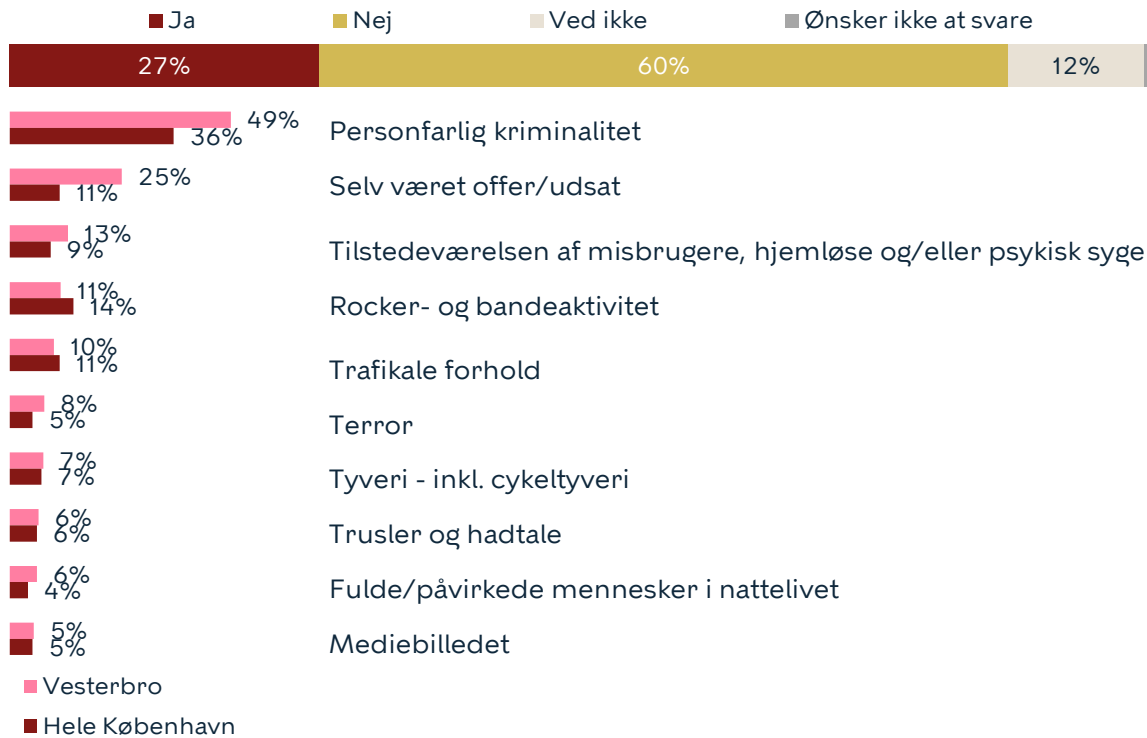 Ja Nej Ved ikke Ønsker ikke at svare
27% 60% 12%
49%
36% Personfarlig kriminalitet
25%
11% Selv været offer/udsat
13%
9% Tilstedeværelsen af misbrugere, hjemløse og/eller psykisk syge
11%
14% Rocker- og bandeaktivitet
10%
11% Trafikale forhold
8%
5% Terror
7%
7% Tyveri - inkl. cykeltyveri
6%
6% Trusler og hadtale
6%
4% Fulde/påvirkede mennesker i nattelivet
5%
5% Mediebilledet
Vesterbro
Hele København